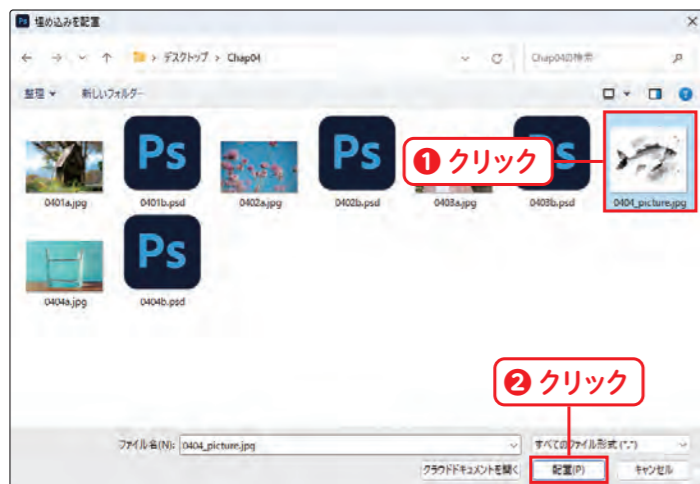 Ps 埋め込みを配置
デスクトップ > Chap04
Chap04の検索
整理 新しいフォルダー
Ps
Ps
Ps
❶ クリック
0401a.jpg 0401b.psd 0402a.jpg 0402b.psd 0403a.jpg 0403b.psd 0404_picture.jpg
Ps
0404a.jpg 0404b.psd
❷ クリック
ファイル名(N): 0404_picture.jpg すべてのファイル形式 (*.*)
クラウドドキュメントを開く 配置(P) キャンセル